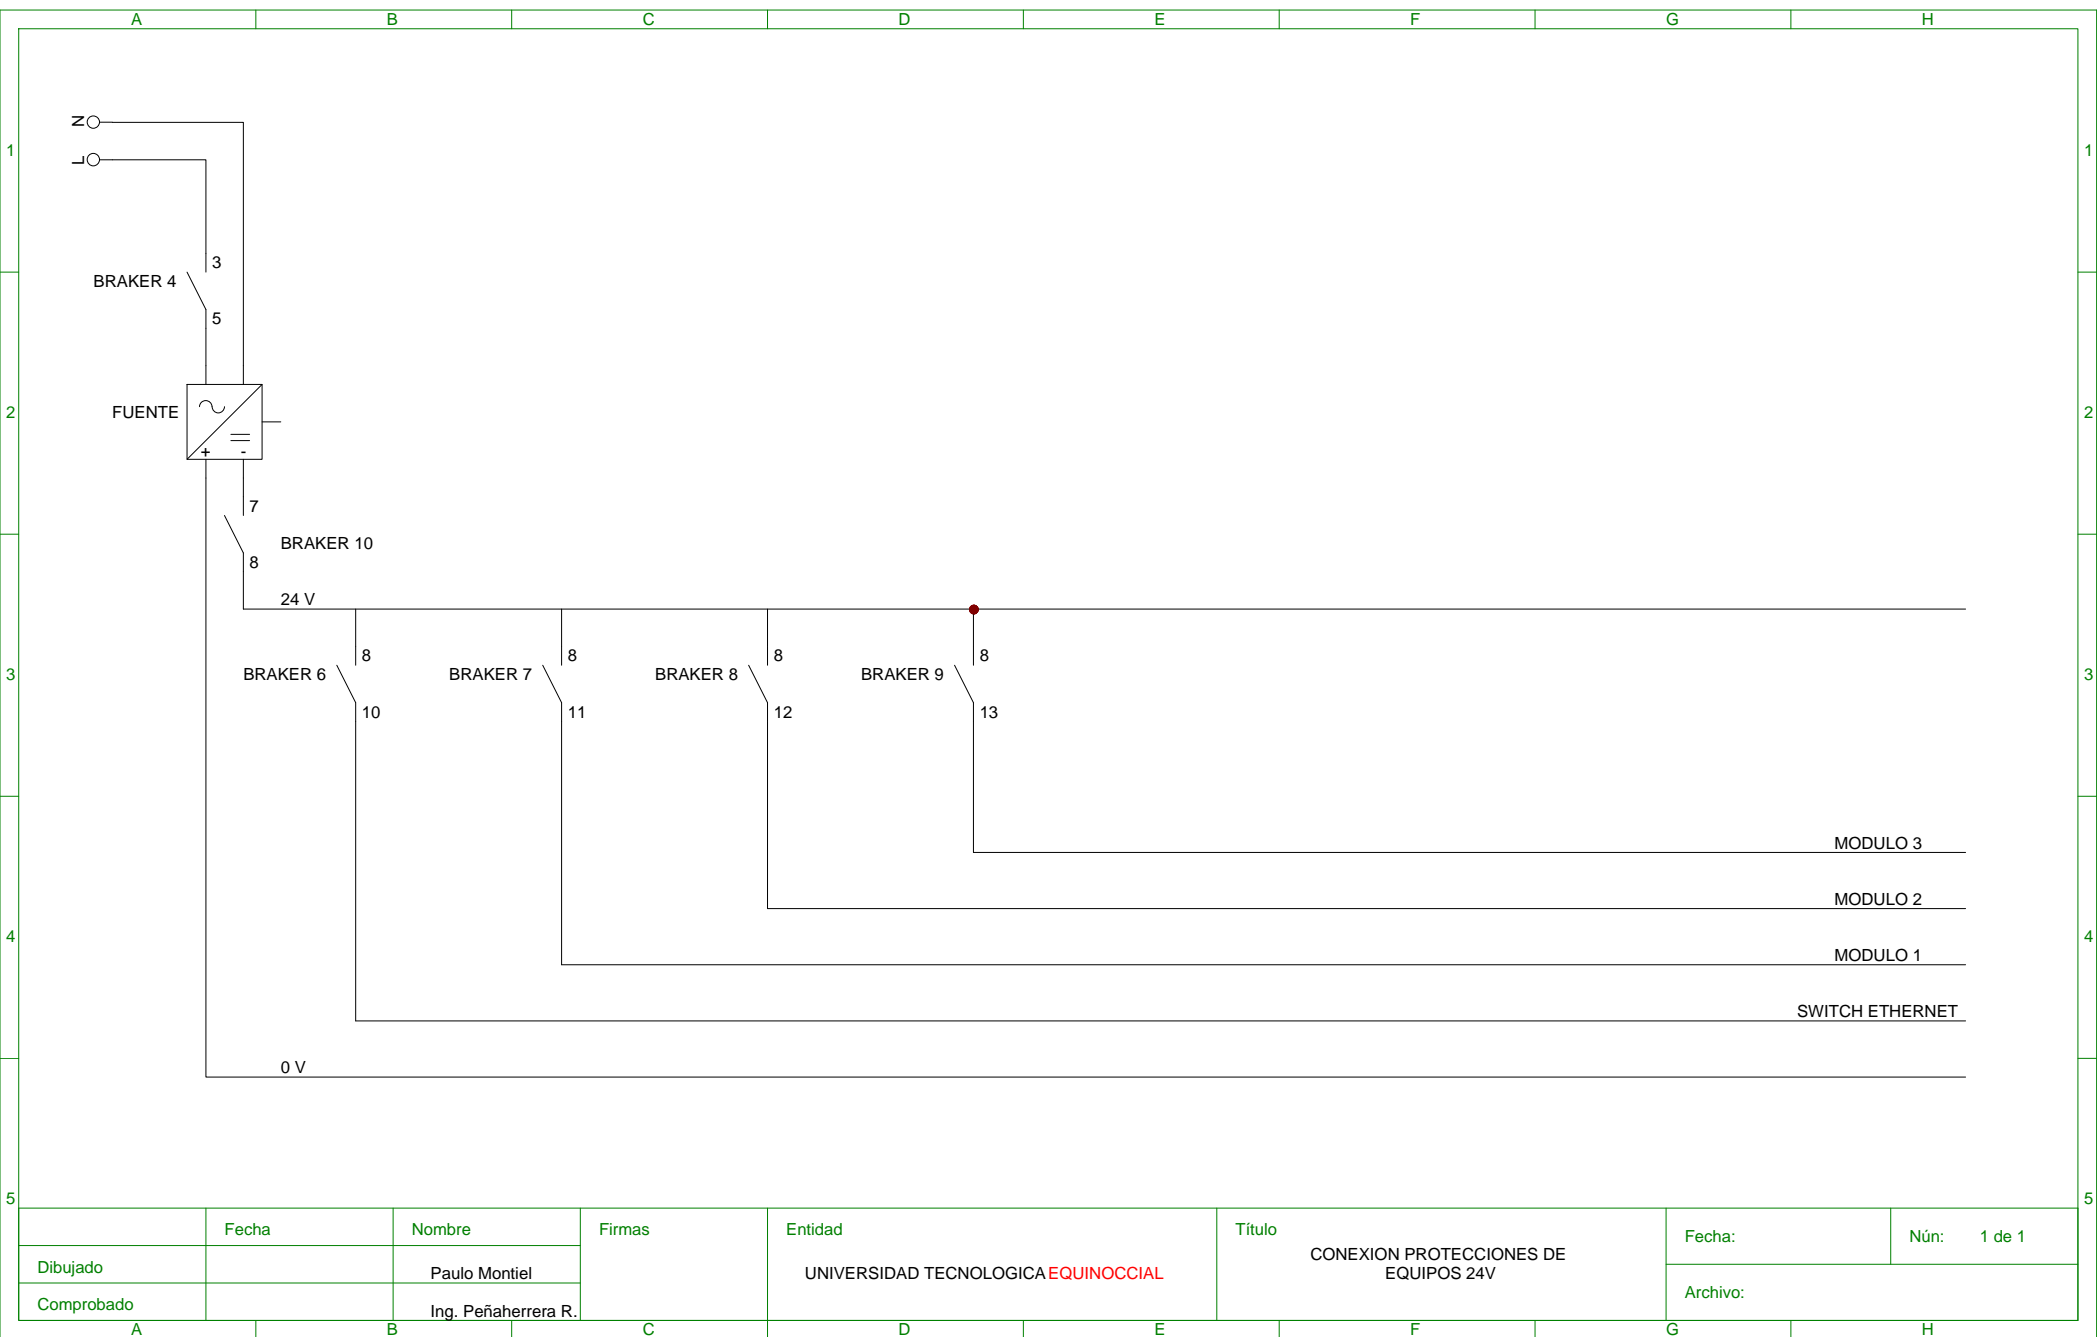 A B C D E F G H
N
1 1
L
3
BRAKER 4
5
2 FUENTE 2
+ -
7
BRAKER 10
8
24 V
8 8 8 8
3 BRAKER 6 BRAKER 7 BRAKER 8 BRAKER 9 3
10 11 12 13
MODULO 3
MODULO 2
4 4
MODULO 1
SWITCH ETHERNET
0 V
5 5
Fecha Nombre Firmas Entidad Título Fecha: Nún: 1 de 1
CONEXION PROTECCIONES DE
EQUIPOS 24V
Dibujado Paulo Montiel UNIVERSIDAD TECNOLOGICA EQUINOCCIAL
Archivo:
Comprobado Ing. Peñaherrera R.
A B C D E F G H